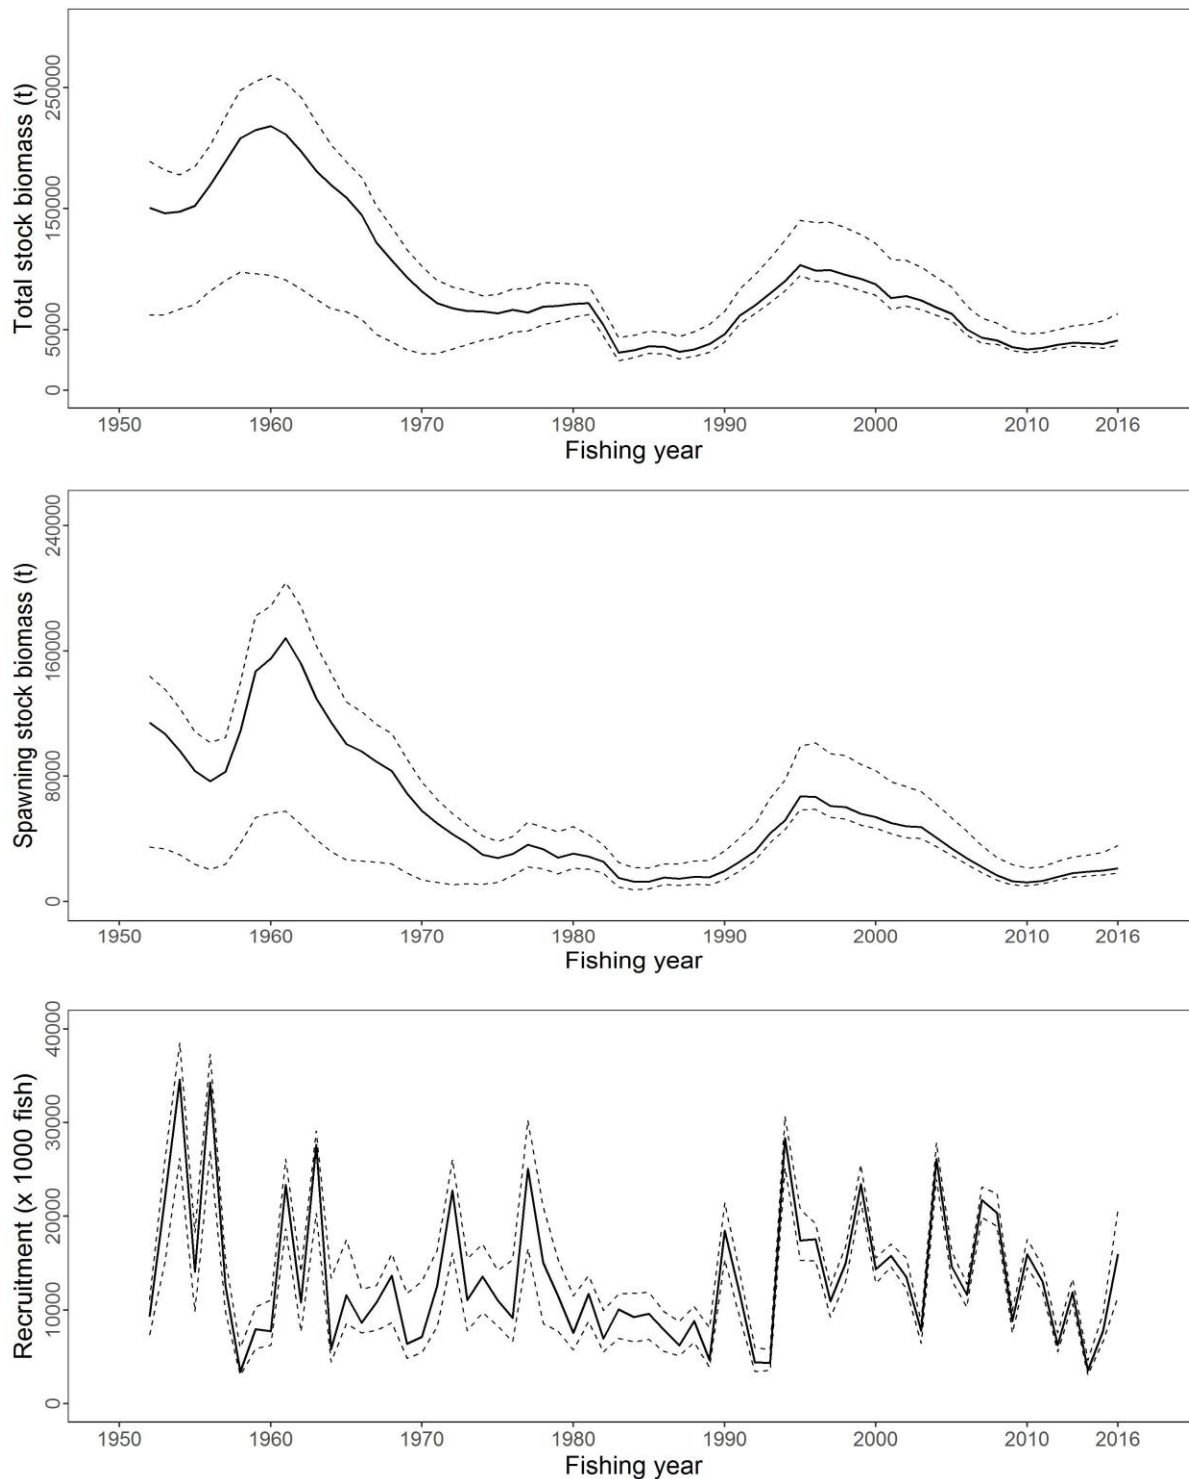 Total stock biomass (t)
250000
150000
50000
0
1950 1960 1970 1980 1990 2000 2010 2016
Fishing year
Spawning stock biomass (t)
240000
160000
80000
0
1950 1960 1970 1980 1990 2000 2010 2016
Fishing year
Recruitment (x 1000 fish)
40000
30000
20000
10000
0
1950 1960 1970 1980 1990 2000 2010 2016
Fishing year